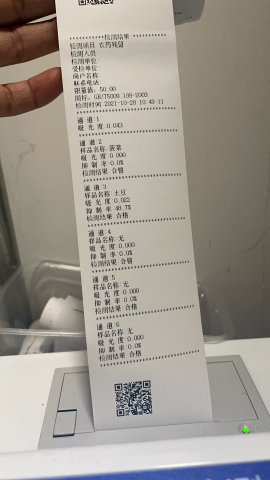 ************检测结果************
检测项目 农药残留
检测人员
检测单位
受检单位
商户名称
联系电话
限量值: 50.00
国标: GB/T5009.199-2003
检测时间 2021-10-28 10:49:11
通 道 1
吸 光 度 0.043
通 道 2
样品名称 菠菜
吸 光 度 0.000
抑 制 率 0.0%
检测结果 合格
通 道 3
样品名称 土豆
吸 光 度 0.022
抑 制 率 48.7%
检测结果 合格
通 道 4
样品名称 无
吸 光 度 0.000
抑 制 率 0.0%
检测结果 合格
通 道 5
样品名称 无
吸 光 度 0.000
抑 制 率 0.0%
检测结果 合格
通 道 6
样品名称 无
吸 光 度 0.000
抑 制 率 0.0%
检测结果 合格